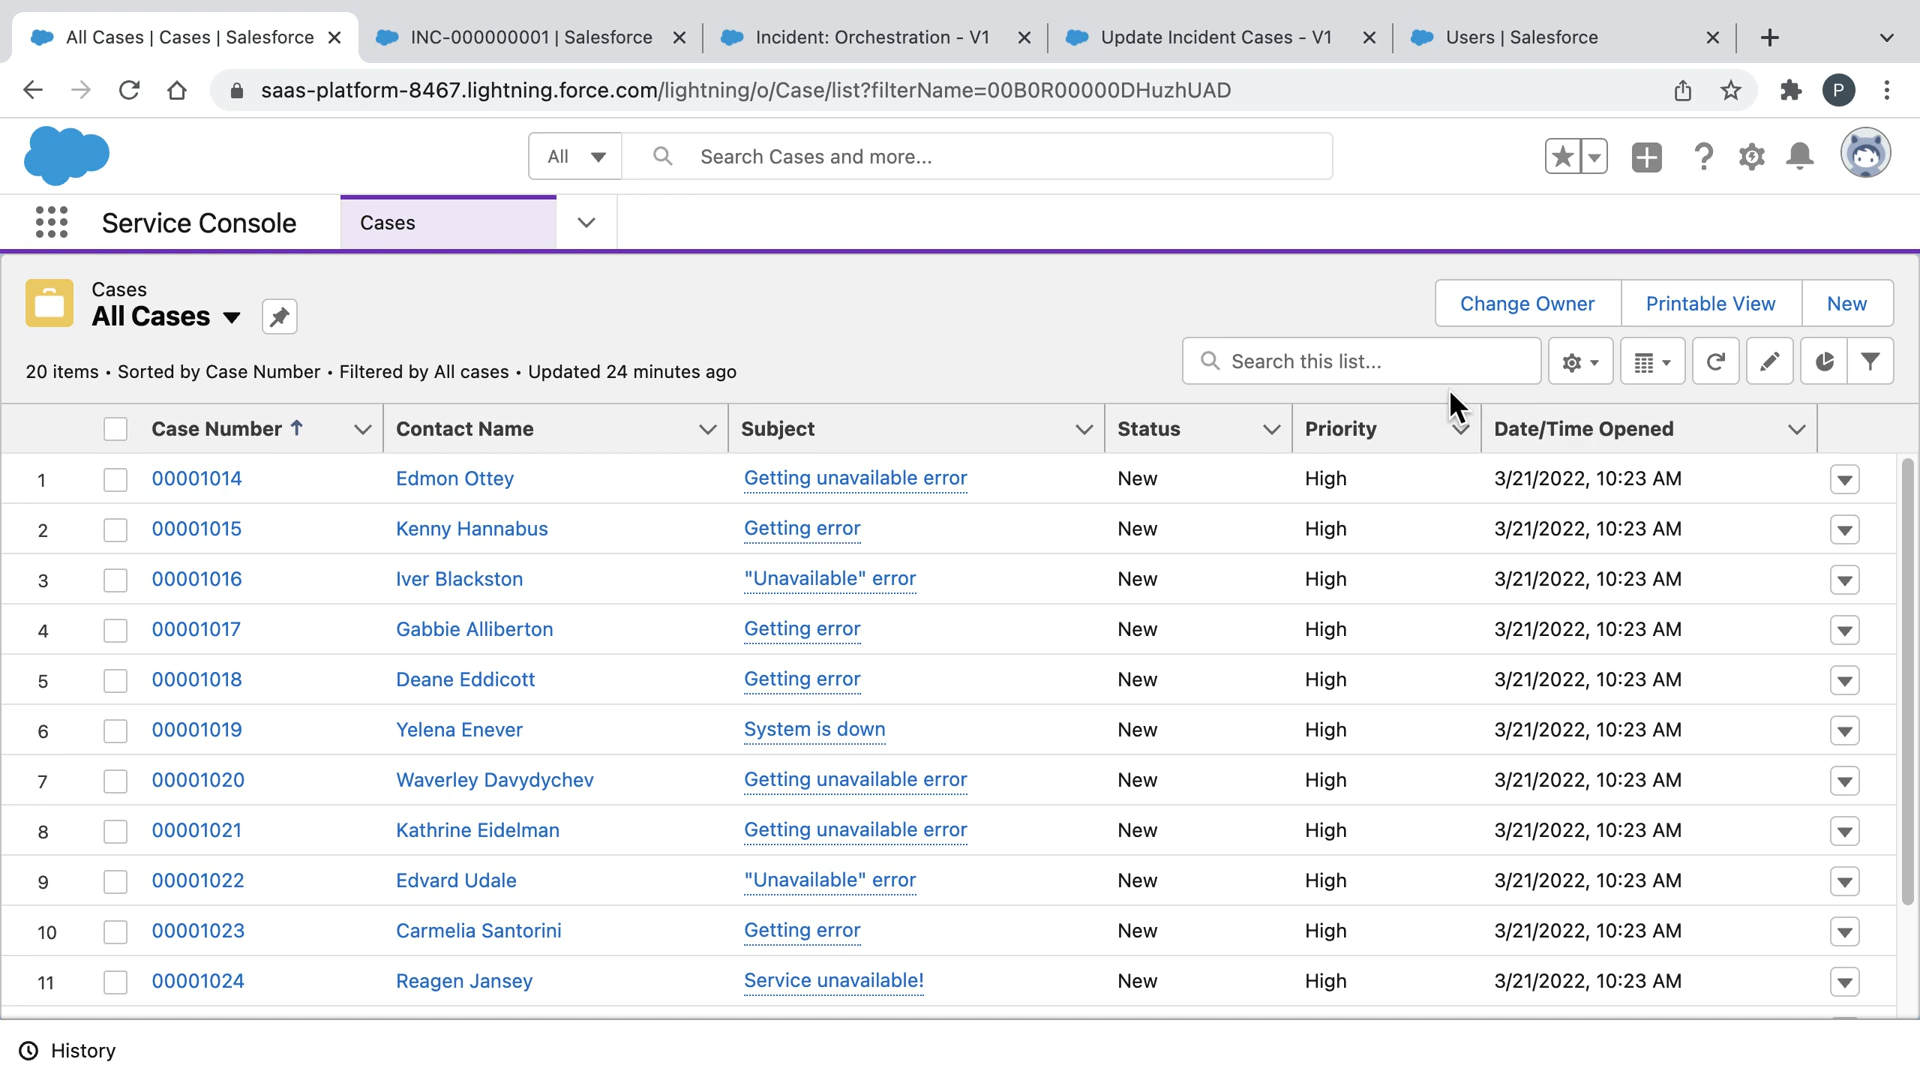 All Cases | Cases | Salesforce
INC-000000001 | Salesforce
Incident: Orchestration - V1
Update Incident Cases - V1
Users | Salesforce
saas-platform-8467.lightning.force.com/lightning/o/Case/list?filterName=00B0R00000DHuzhUAD
P
All
Search Cases and more...
Service Console
Cases
Cases
All Cases
Change Owner
Printable View
New
20 items • Sorted by Case Number • Filtered by All cases • Updated 24 minutes ago
Search this list...
Case Number Contact Name Subject Status Priority Date/Time Opened
1 00001014 Edmon Ottey Getting unavailable error New High 3/21/2022, 10:23 AM
2 00001015 Kenny Hannabus Getting error New High 3/21/2022, 10:23 AM
3 00001016 Iver Blackston "Unavailable" error New High 3/21/2022, 10:23 AM
4 00001017 Gabbie Alliberton Getting error New High 3/21/2022, 10:23 AM
5 00001018 Deane Eddicott Getting error New High 3/21/2022, 10:23 AM
6 00001019 Yelena Enever System is down New High 3/21/2022, 10:23 AM
7 00001020 Waverley Davydychev Getting unavailable error New High 3/21/2022, 10:23 AM
8 00001021 Kathrine Eidelman Getting unavailable error New High 3/21/2022, 10:23 AM
9 00001022 Edvard Udale "Unavailable" error New High 3/21/2022, 10:23 AM
10 00001023 Carmelia Santorini Getting error New High 3/21/2022, 10:23 AM
11 00001024 Reagen Jansey Service unavailable! New High 3/21/2022, 10:23 AM
History